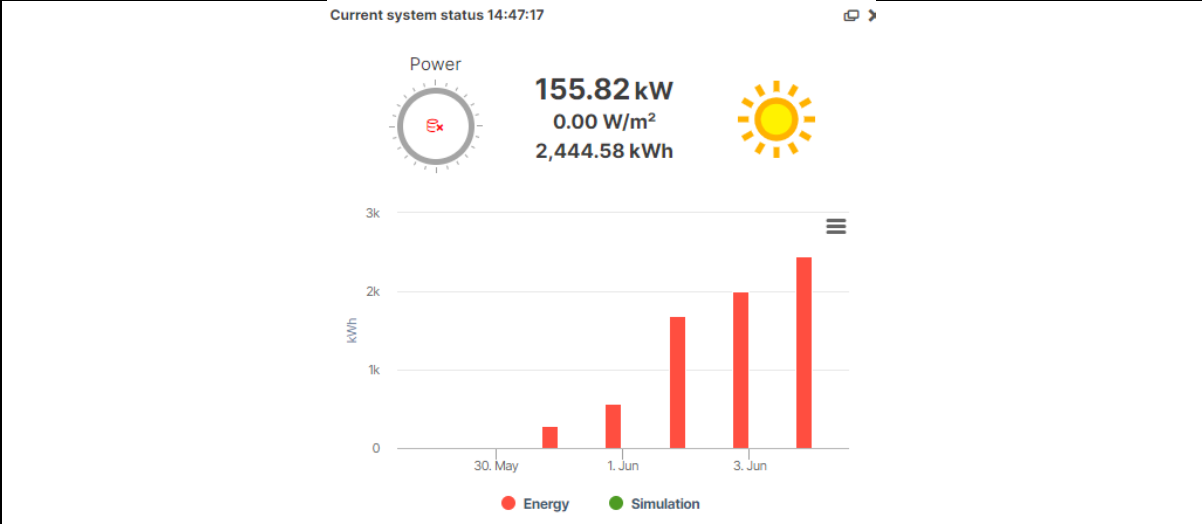 Current system status 14:47:17
Power
155.82 kW
0.00 W/m²
2,444.58 kWh
3k
2k
kWh
1k
0
30. May
1. Jun
3. Jun
Energy
Simulation